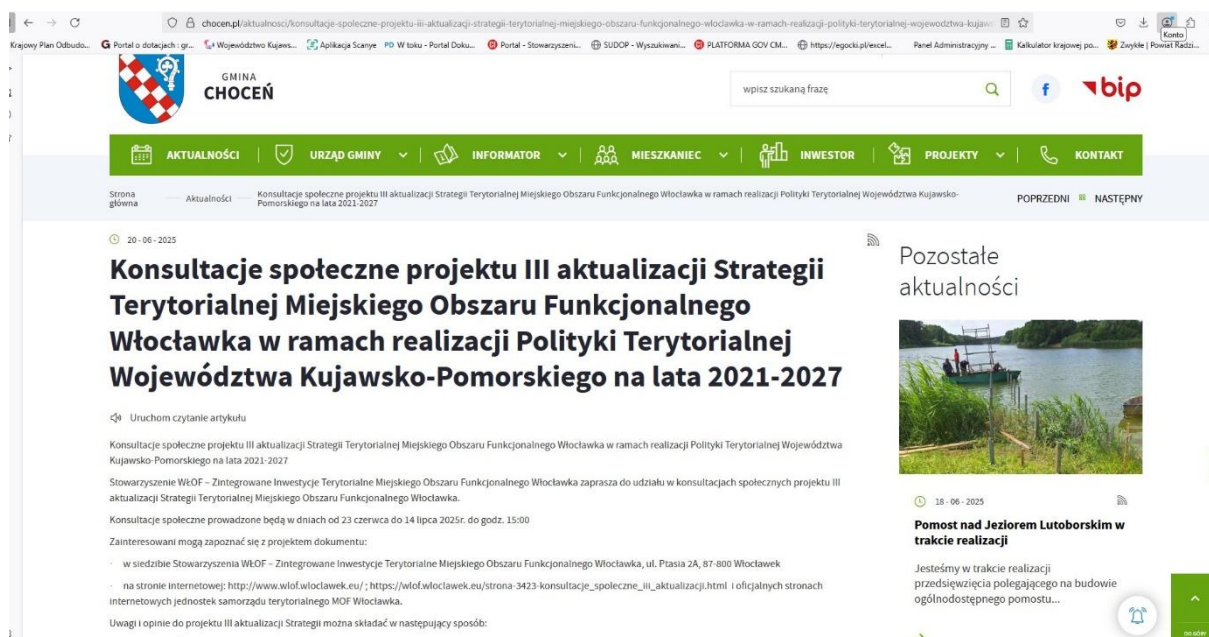 chocen.pl/aktualnosci/konsultacje-spoleczne-projektu-iii-aktualizacji-strategii-terytorialnej-miejskiego-obszaru-funkcjonalnego-wloclawka-w-ramach-realizacji-polityki-terytorialnej-wojewodztwa-kujaw
Konto
Krajowy Plan Odbudo... Portal o dotacjach : gr... Województwo Kujaws... Aplikacja Scanye PD W toku - Portal Doku... Portal - Stowarzyszeni... SUDOP - Wyszukiwani... PLATFORMA GOV CM... https://egocki.pl/excel... Panel Administracyjny ... Kalkulator krajowej po... Zwykłe | Powiat Radzi...
GMINA
CHOCEŃ
wpisz szukaną frazę
f
bip
AKTUALNOŚCI URZĄD GMINY INFORMATOR MIESZKANIEC INWESTOR PROJEKTY KONTAKT
Strona główna
Aktualności
Konsultacje społeczne projektu III aktualizacji Strategii Terytorialnej Miejskiego Obszaru Funkcjonalnego Włocławka w ramach realizacji Polityki Terytorialnej Województwa Kujawsko-
Pomorskiego na lata 2021-2027
POPRZEDNI NASTĘPNY
20 - 06 - 2025
Konsultacje społeczne projektu III aktualizacji Strategii
Terytorialnej Miejskiego Obszaru Funkcjonalnego
Włocławka w ramach realizacji Polityki Terytorialnej
Województwa Kujawsko-Pomorskiego na lata 2021-2027
Uruchom czytanie artykułu
Konsultacje społeczne projektu III aktualizacji Strategii Terytorialnej Miejskiego Obszaru Funkcjonalnego Włocławka w ramach realizacji Polityki Terytorialnej Województwa
Kujawsko-Pomorskiego na lata 2021-2027
Stowarzyszenie WŁOF – Zintegrowane Inwestycje Terytorialne Miejskiego Obszaru Funkcjonalnego Włocławka zaprasza do udziału w konsultacjach społecznych projektu III
aktualizacji Strategii Terytorialnej Miejskiego Obszaru Funkcjonalnego Włocławka.
Konsultacje społeczne prowadzone będą w dniach od 23 czerwca do 14 lipca 2025r. do godz. 15:00
Zainteresowani mogą zapoznać się z projektem dokumentu:
· w siedzibie Stowarzyszenia WŁOF – Zintegrowane Inwestycje Terytorialne Miejskiego Obszaru Funkcjonalnego Włocławka, ul. Ptasia 2A, 87-800 Włocławek
· na stronie internetowej: http://www.wlof.wloclawek.eu/ ; https://wlof.wloclawek.eu/strona-3423-konsultacje_spoleczne_iii_aktualizacji.html i oficjalnych stronach
internetowych jednostek samorządu terytorialnego MOF Włocławka.
Uwagi i opinie do projektu III aktualizacji Strategii można składać w następujący sposób:
Pozostałe
aktualności
18 - 06 - 2025
Pomost nad Jeziorem Lutoborskim w
trakcie realizacji
Jesteśmy w trakcie realizacji
przedsięwzięcia polegającego na budowie
ogólnodostępnego pomostu...